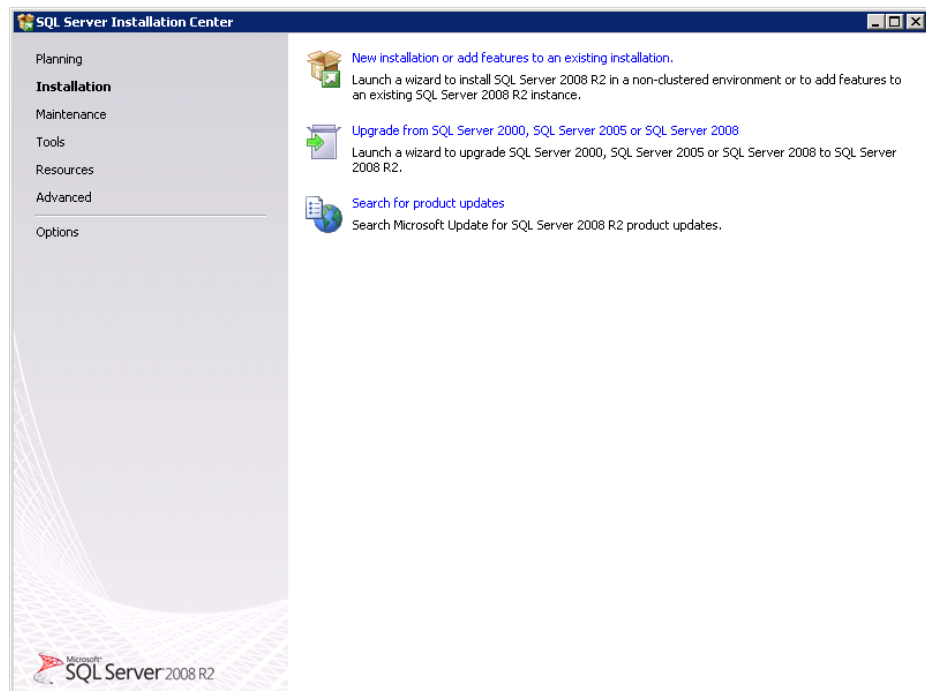 SQL Server Installation Center
Planning
Installation
Maintenance
Tools
Resources
Advanced
Options
New installation or add features to an existing installation.
Launch a wizard to install SQL Server 2008 R2 in a non-clustered environment or to add features to
an existing SQL Server 2008 R2 instance.
Upgrade from SQL Server 2000, SQL Server 2005 or SQL Server 2008
Launch a wizard to upgrade SQL Server 2000, SQL Server 2005 or SQL Server 2008 to SQL Server
2008 R2.
Search for product updates
Search Microsoft Update for SQL Server 2008 R2 product updates.
Microsoft
SQL Server 2008 R2